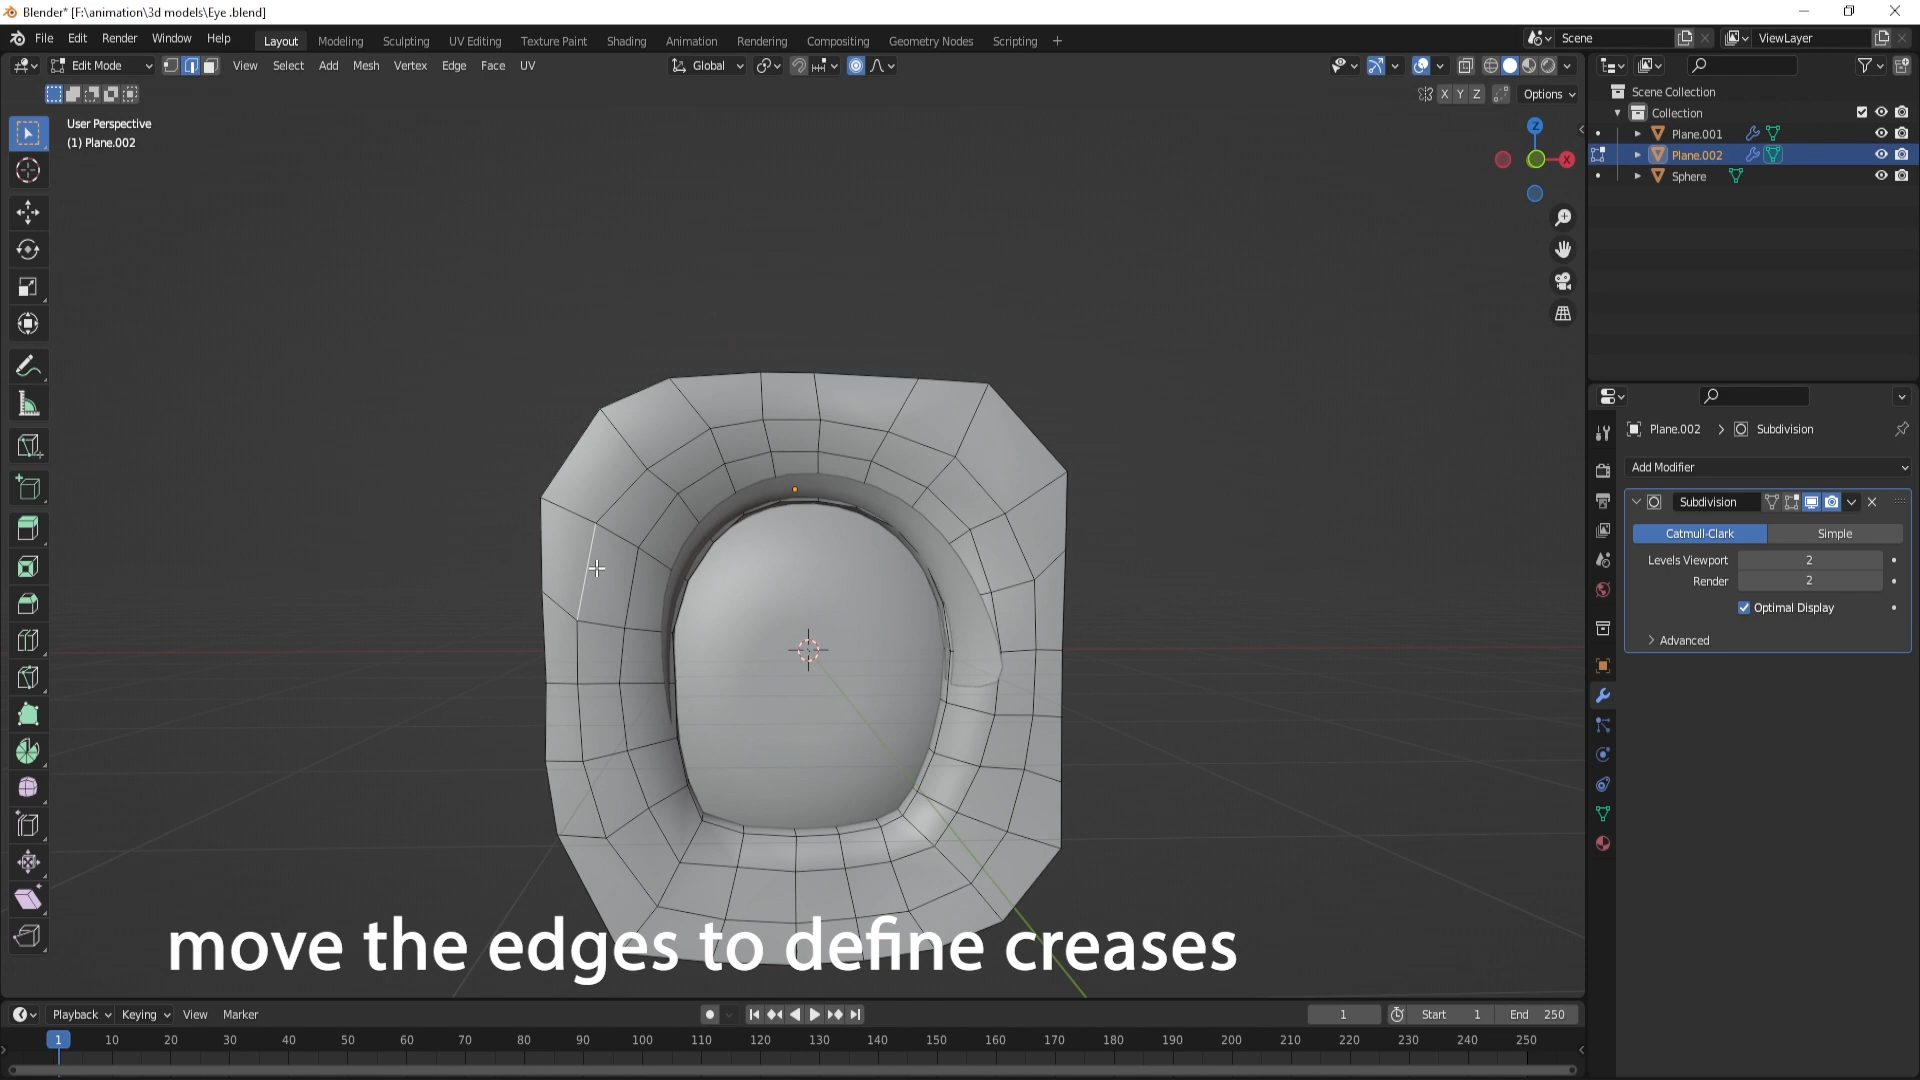 Blender* [F:\animation\3d models\Eye .blend]
File Edit Render Window Help
Layout Modeling Sculpting UV Editing Texture Paint Shading Animation Rendering Compositing Geometry Nodes Scripting +
Scene ViewLayer
Edit Mode View Select Add Mesh Vertex Edge Face UV Global
X Y Z Options
User Perspective
(1) Plane.002
Z
X
Scene Collection
Collection
Plane.001
Plane.002
Sphere
Plane.002 > Subdivision
Add Modifier
Subdivision
Catmull-Clark Simple
Levels Viewport 2
Render 2
Optimal Display
Advanced
move the edges to define creases
Playback Keying View Marker 1 Start 1 End 250
1 10 20 30 40 50 60 70 80 90 100 110 120 130 140 150 160 170 180 190 200 210 220 230 240 250